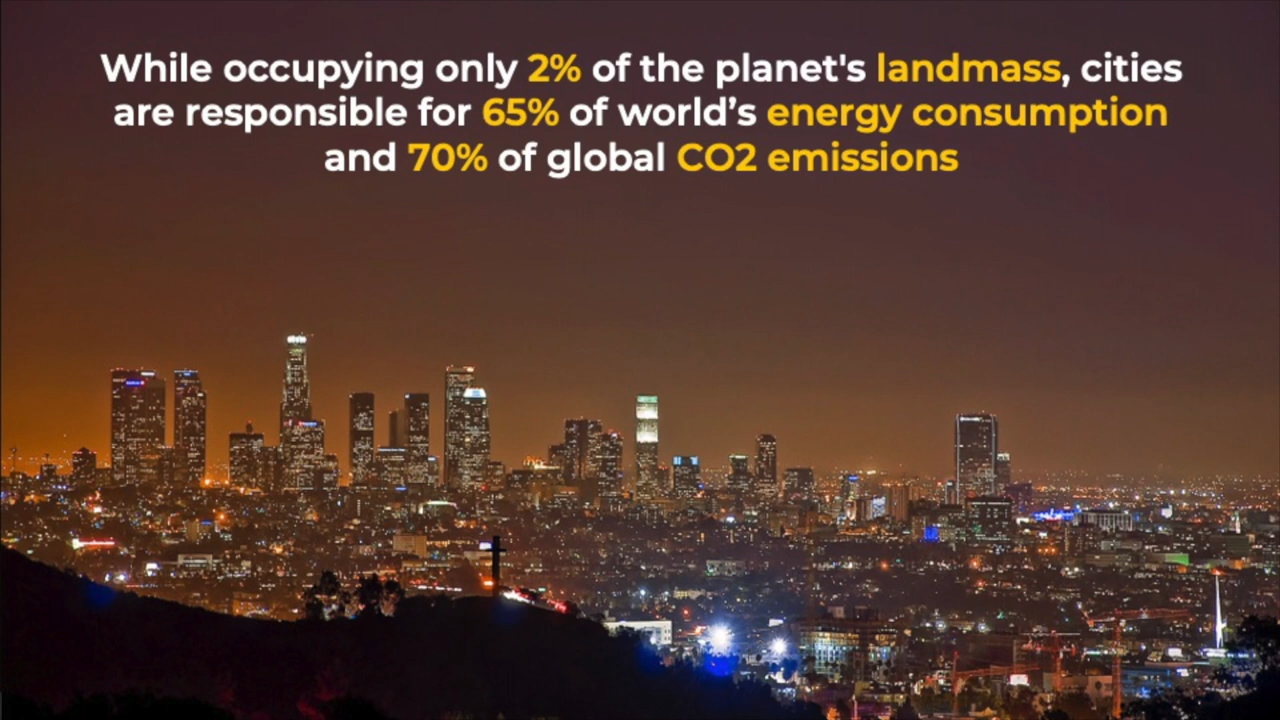 While occupying only 2% of the planet's landmass, cities
are responsible for 65% of world’s energy consumption
and 70% of global CO2 emissions